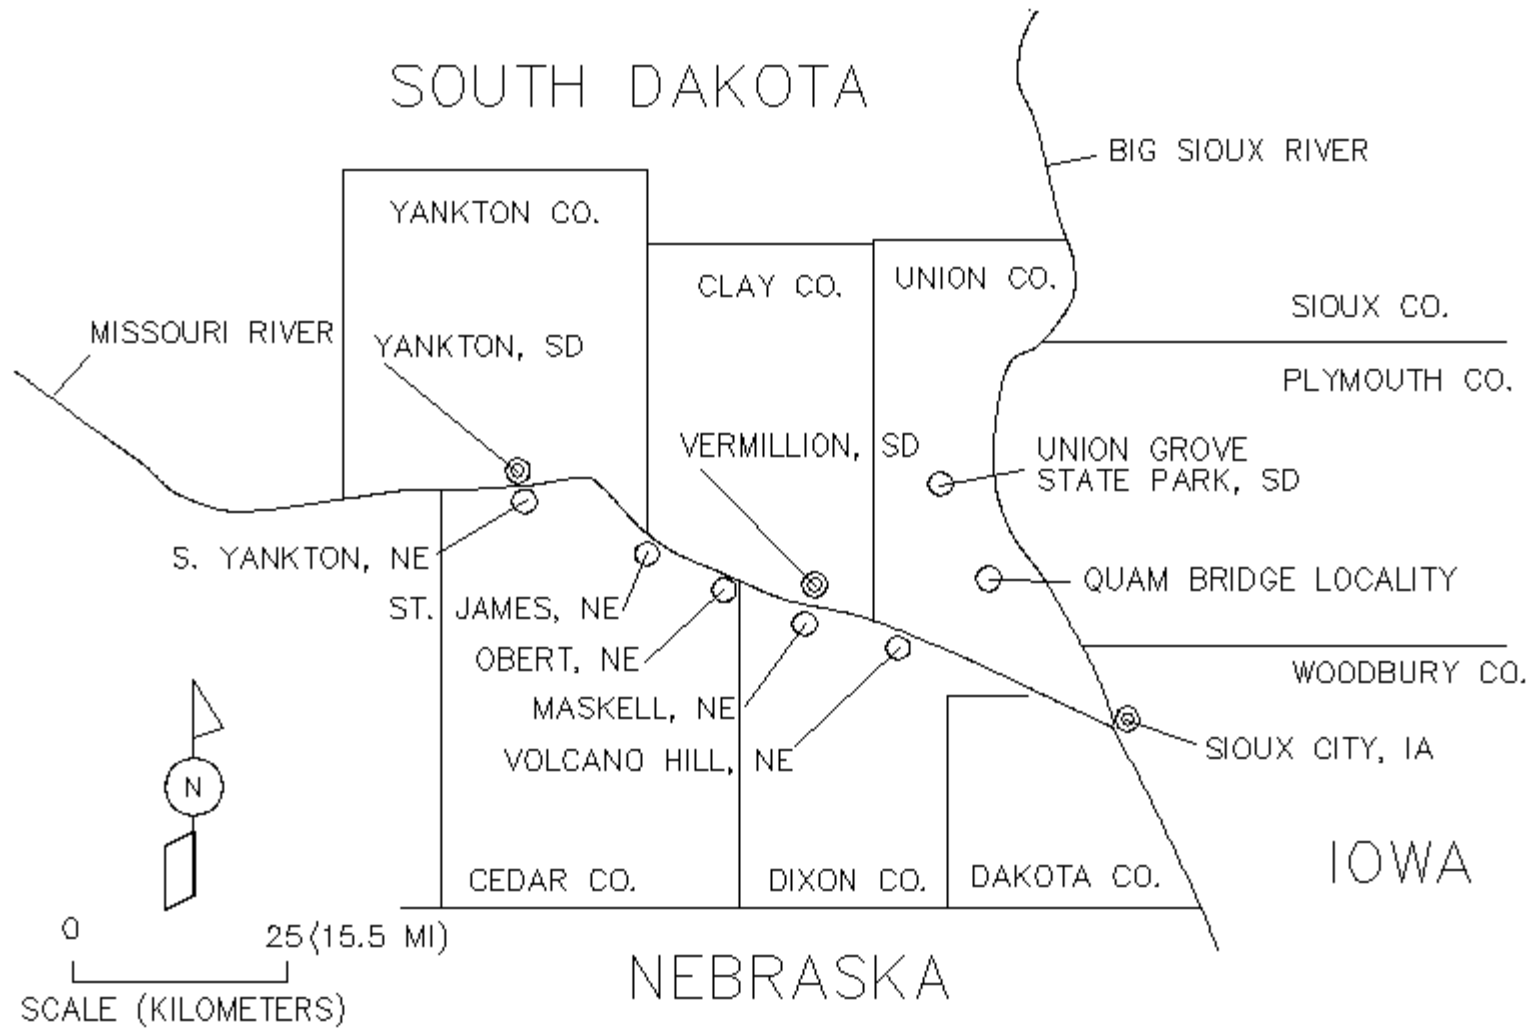 SOUTH DAKOTA
BIG SIOUX RIVER
YANKTON CO.
CLAY CO.
UNION CO.
SIOUX CO.
MISSOURI RIVER
YANKTON, SD
PLYMOUTH CO.
VERMILLION, SD
UNION GROVE
STATE PARK, SD
S. YANKTON, NE
QUAM BRIDGE LOCALITY
ST. JAMES, NE
OBERT, NE
WOODBURY CO.
MASKELL, NE
VOLCANO HILL, NE
SIOUX CITY, IA
N
IOWA
CEDAR CO.
DIXON CO.
DAKOTA CO.
0
25(15.5 MI)
NEBRASKA
SCALE (KILOMETERS)